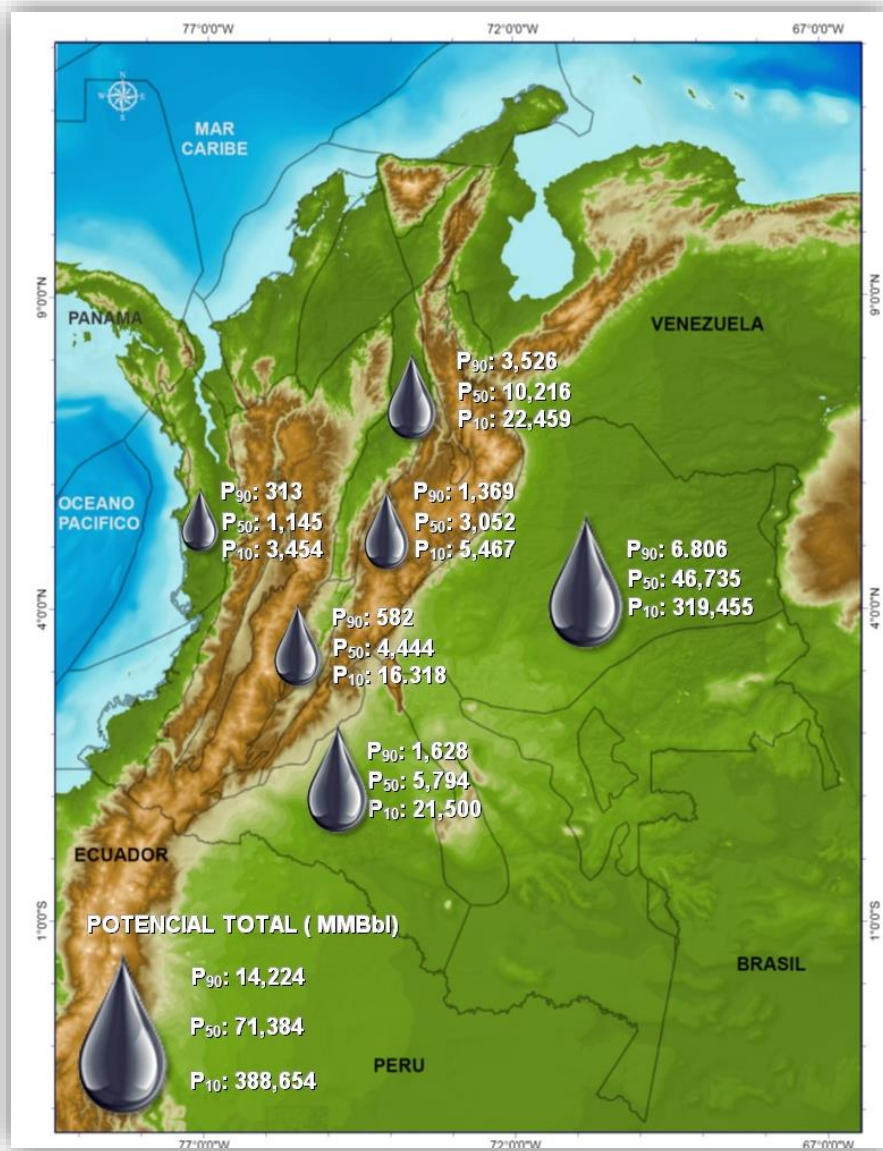 77°0'0"W
72°0'0"W
67°0'0"W
N
W
E
S
MAR
CARIBE
9°0'0"N
9°0'0"N
PANAMA
VENEZUELA
P90: 3,526
P50: 10,216
P10: 22,459
OCEANO
PACIFICO
P90: 313
P50: 1,145
P10: 3,454
P90: 1,369
P50: 3,052
P10: 5,467
P90: 6.806
P50: 46,735
P10: 319,455
4°0'0"N
4°0'0"N
P90: 582
P50: 4,444
P10: 16.318
P90: 1,628
P50: 5,794
P10: 21,500
ECUADOR
1°0'0"S
1°0'0"S
POTENCIAL TOTAL ( MMBbl)
BRASIL
P90: 14,224
P50: 71,384
P10: 388,654
PERU
77°0'0"W
72°0'0"W
67°0'0"W